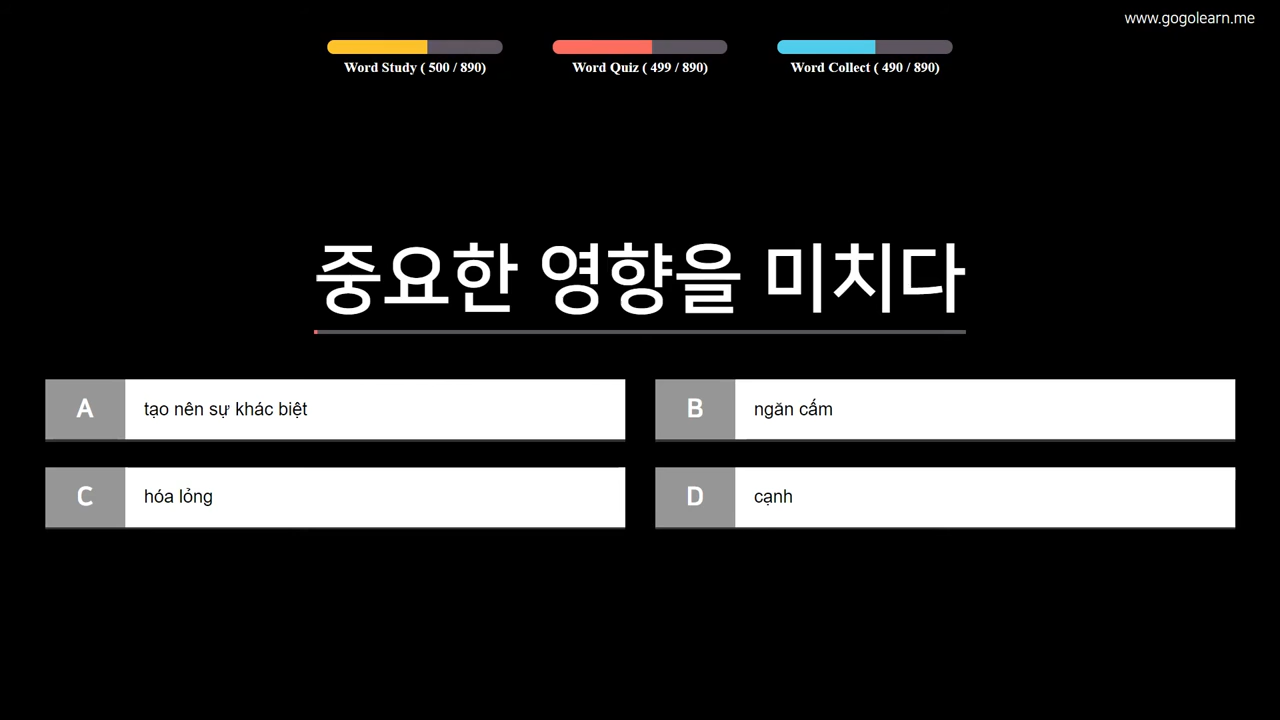 www.gogolearn.me
Word Study ( 500 / 890)
Word Quiz ( 499 / 890)
Word Collect ( 490 / 890)
중요한 영향을 미치다
A tạo nên sự khác biệt
B ngăn cấm
C hóa lỏng
D cạnh